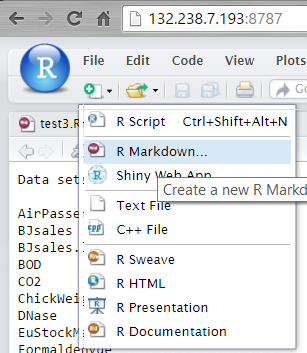 132.238.7.193:8787
R
File Edit Code View Plots
Go
test3.R
R Script Ctrl+Shift+Alt+N
R Markdown...
Shiny Web App
Create a new R Markd
Text File
C++ File
R Sweave
R HTML
R Presentation
R Documentation
Data sets
AirPasse
BJsales
BJsales.
BOD
CO2
ChickWei
DNase
EuStockM
Formaldehyde